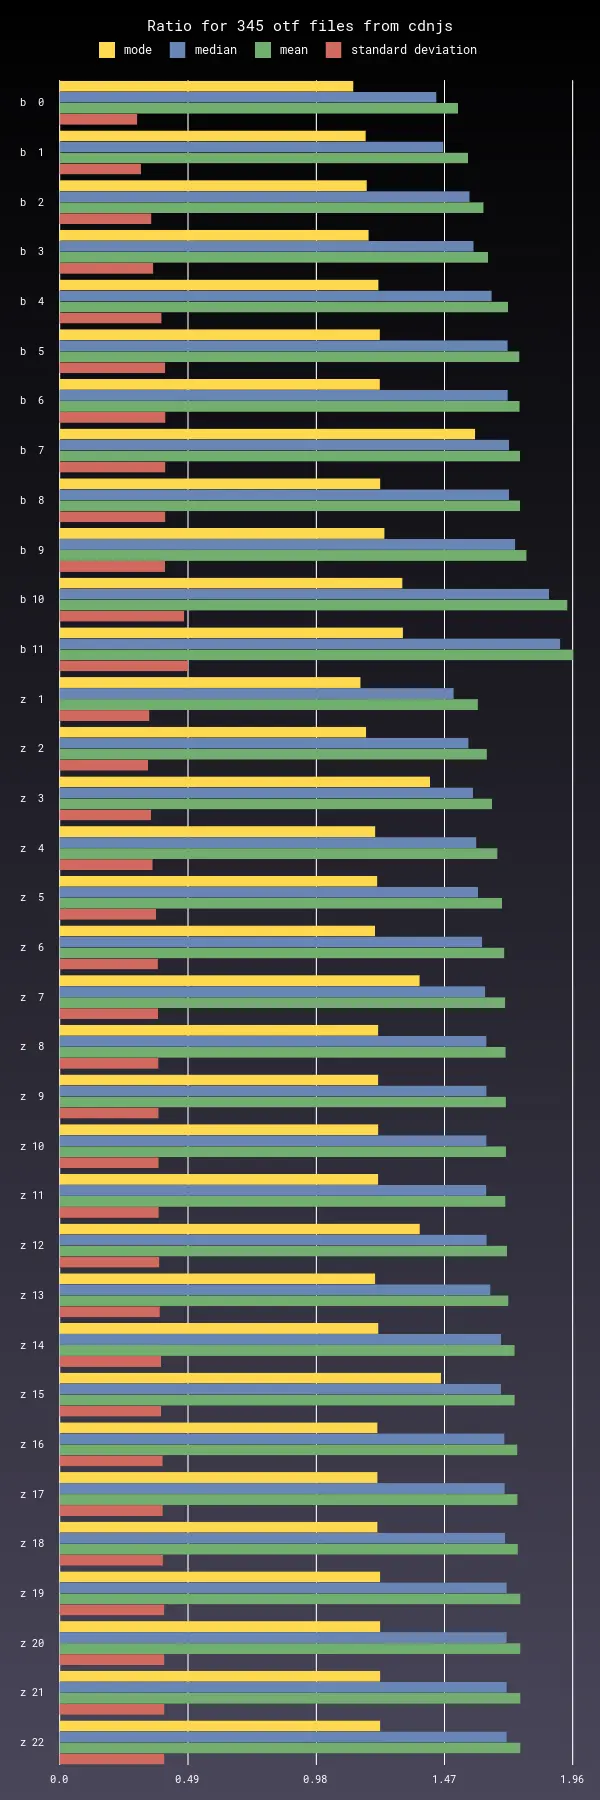 Ratio for 345 otf files from cdnjs
mode median mean standard deviation
b 0
b 1
b 2
b 3
b 4
b 5
b 6
b 7
b 8
b 9
b 10
b 11
z 1
z 2
z 3
z 4
z 5
z 6
z 7
z 8
z 9
z 10
z 11
z 12
z 13
z 14
z 15
z 16
z 17
z 18
z 19
z 20
z 21
z 22
0.0 0.49 0.98 1.47 1.96